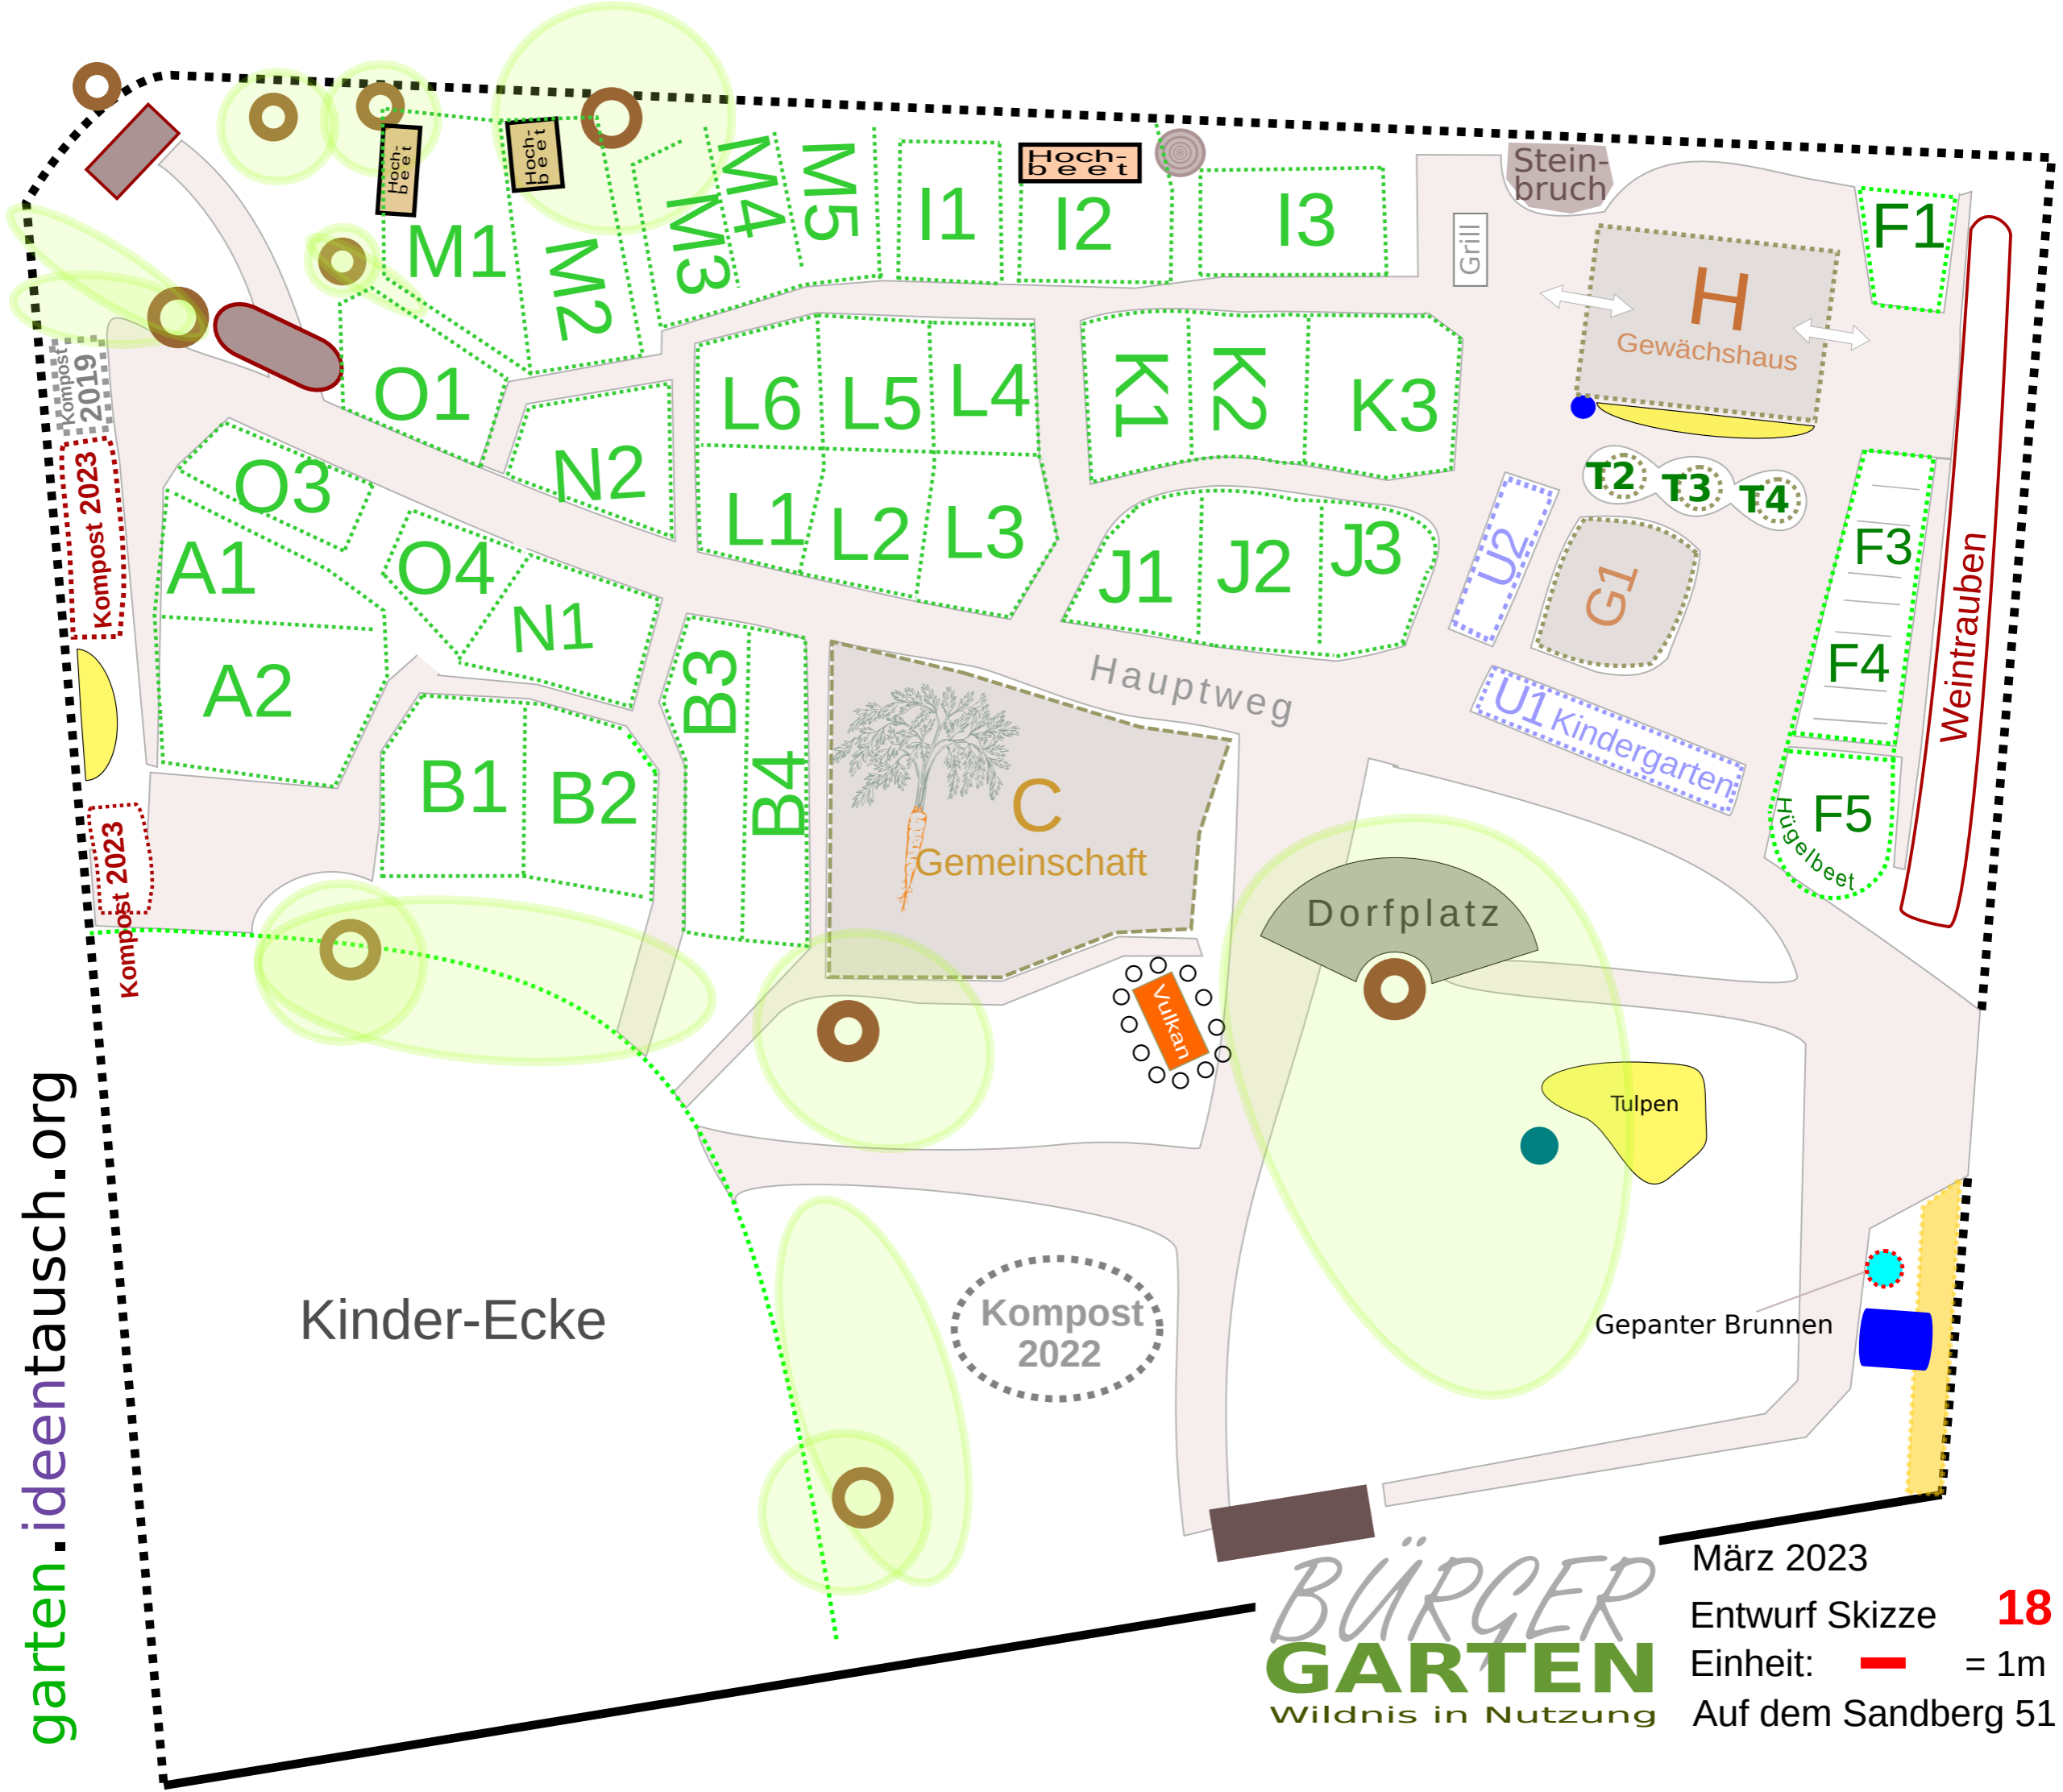 Hoch-
beet
Hoch-
beet
M1
M2
M3
M4
M5
I1
Hoch-
beet
I2
I3
Grill
Stein-
bruch
H
Gewächshaus
F1
Kompost
2019
O1
N2
L6
L5
L4
K1
K2
K3
Kompost 2023
O3
A1
O4
N1
L1
L2
L3
J1
J2
J3
U2
T2
T3
T4
G1
F3
F4
Weintrauben
A2
B1
B2
B3
B4
Hauptweg
U1 Kindergarten
F5
Hügelbeet
C
Gemeinschaft
Kompost 2023
Dorfplatz
Vulkan
Tulpen
Kinder-Ecke
Kompost
2022
Gepanter Brunnen
garten.ideentausch.org
BÜRGER
GARTEN
Wildnis in Nutzung
März 2023
Entwurf Skizze 18
Einheit: = 1m
Auf dem Sandberg 51